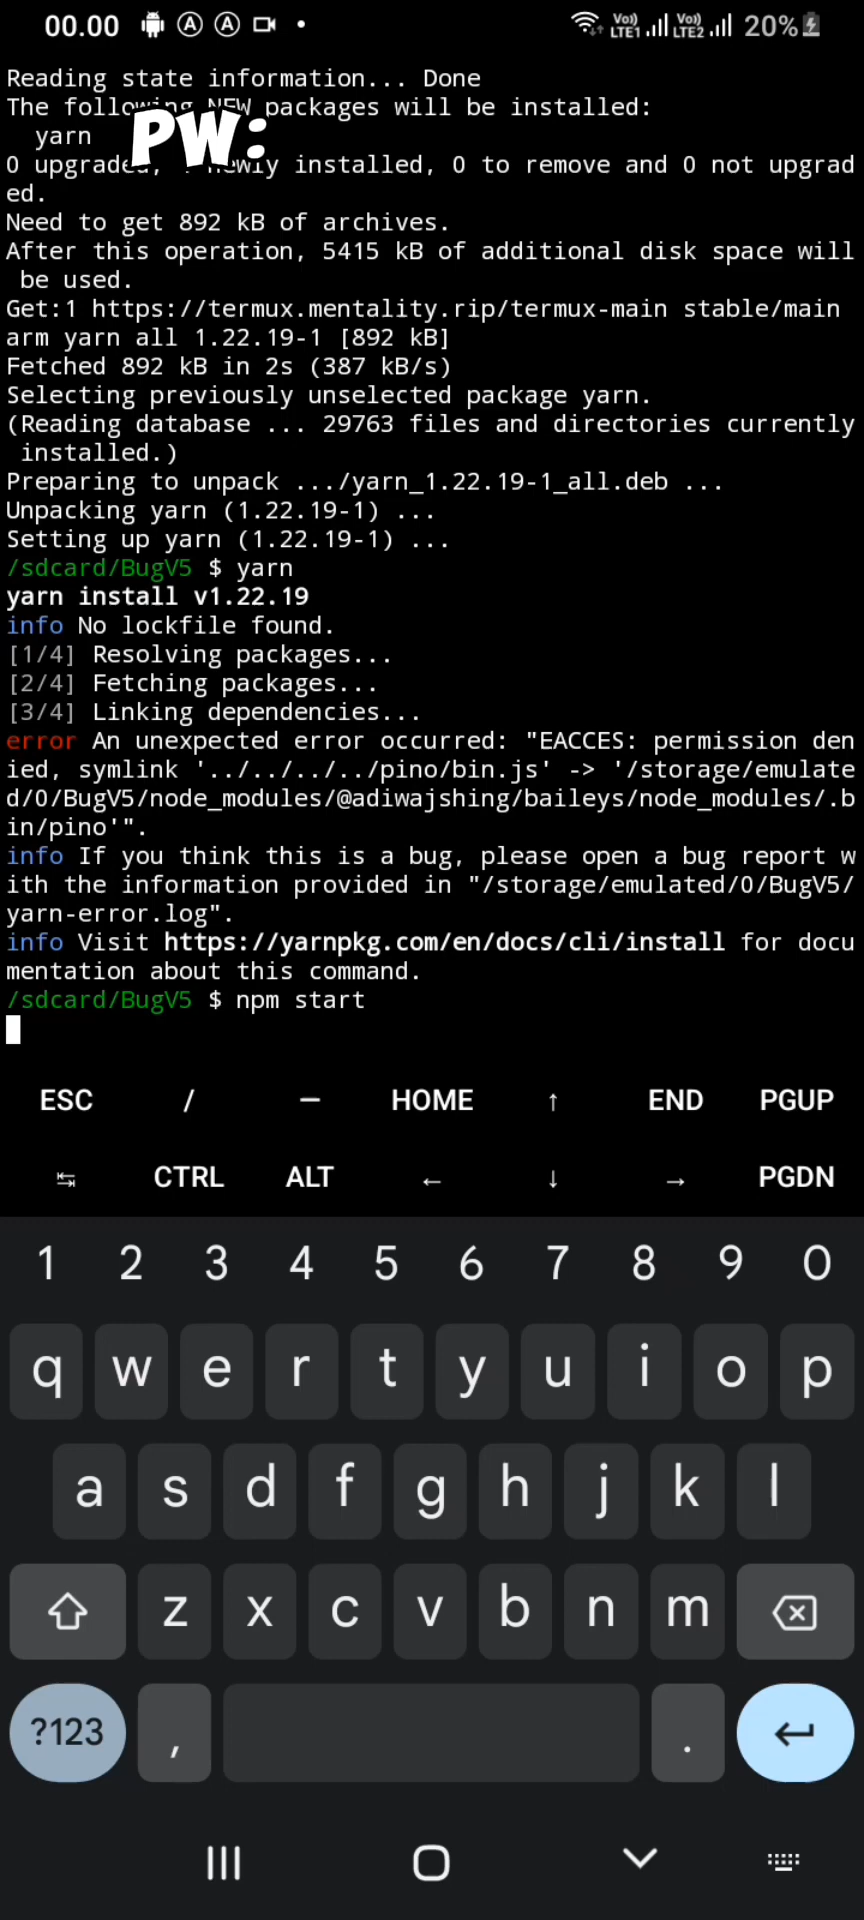 00.00 Vo) LTE1 Vo) LTE2 20%
Reading state information... Done
The following NEW packages will be installed:
yarn
PW:
0 upgraded, newly installed, 0 to remove and 0 not upgrad
ed.
Need to get 892 kB of archives.
After this operation, 5415 kB of additional disk space will
be used.
Get:1 https://termux.mentality.rip/termux-main stable/main
arm yarn all 1.22.19-1 [892 kB]
Fetched 892 kB in 2s (387 kB/s)
Selecting previously unselected package yarn.
(Reading database ... 29763 files and directories currently
installed.)
Preparing to unpack .../yarn_1.22.19-1_all.deb ...
Unpacking yarn (1.22.19-1) ...
Setting up yarn (1.22.19-1) ...
/sdcard/BugV5 $ yarn
yarn install v1.22.19
info No lockfile found.
[1/4] Resolving packages...
[2/4] Fetching packages...
[3/4] Linking dependencies...
error An unexpected error occurred: "EACCES: permission den
ied, symlink '../../../../pino/bin.js' -> '/storage/emulate
d/0/BugV5/node_modules/@adiwajshing/baileys/node_modules/.b
in/pino'".
info If you think this is a bug, please open a bug report w
ith the information provided in "/storage/emulated/0/BugV5/
yarn-error.log".
info Visit https://yarnpkg.com/en/docs/cli/install for docu
mentation about this command.
/sdcard/BugV5 $ npm start
ESC / — HOME ↑ END PGUP
↹ CTRL ALT ← ↓ → PGDN
1 2 3 4 5 6 7 8 9 0
q w e r t y u i o p
a s d f g h j k l
z x c v b n m
?123 , .